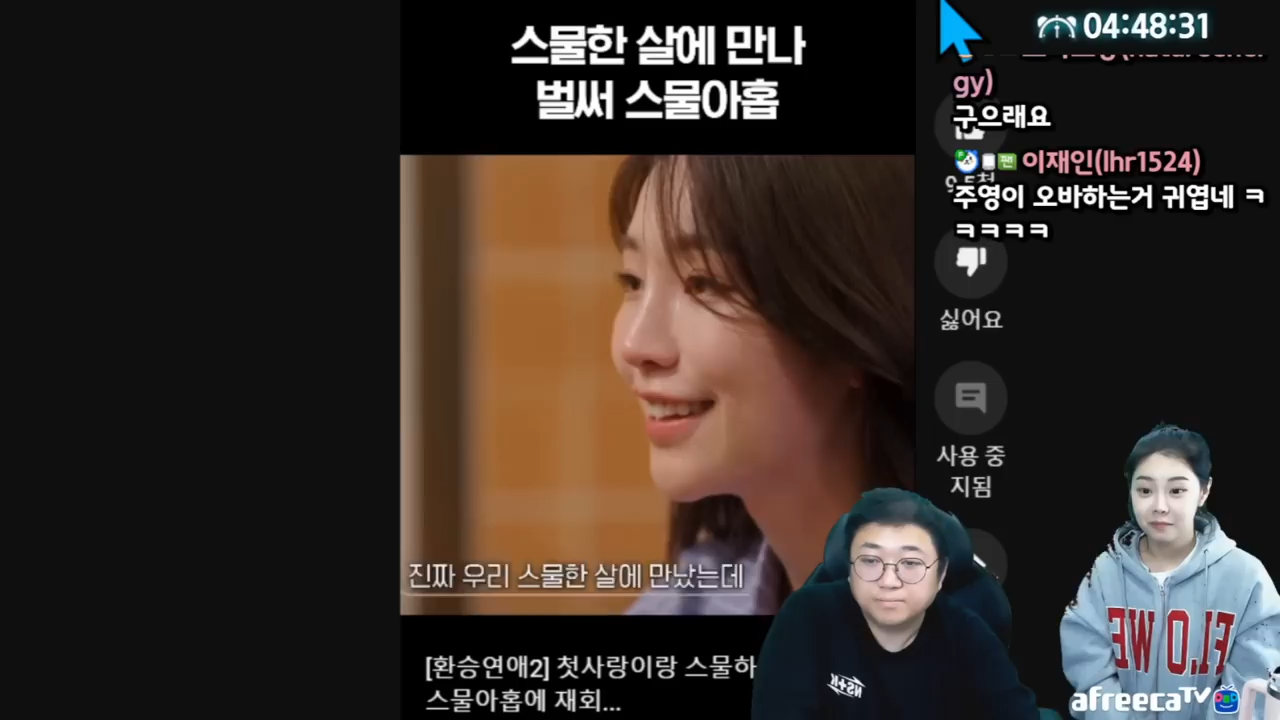 스물한 살에 만나
벌써 스물아홉
04:48:31
gy)
구으래요
이재인(lhr1524)
주영이 오바하는거 귀엽네 ㅋ
ㅋㅋㅋㅋ
싫어요
사용 중
지됨
진짜 우리 스물한 살에 만났는데
[환승연애2] 첫사랑이랑 스물하
스물아홉에 재회...
afreecaTV